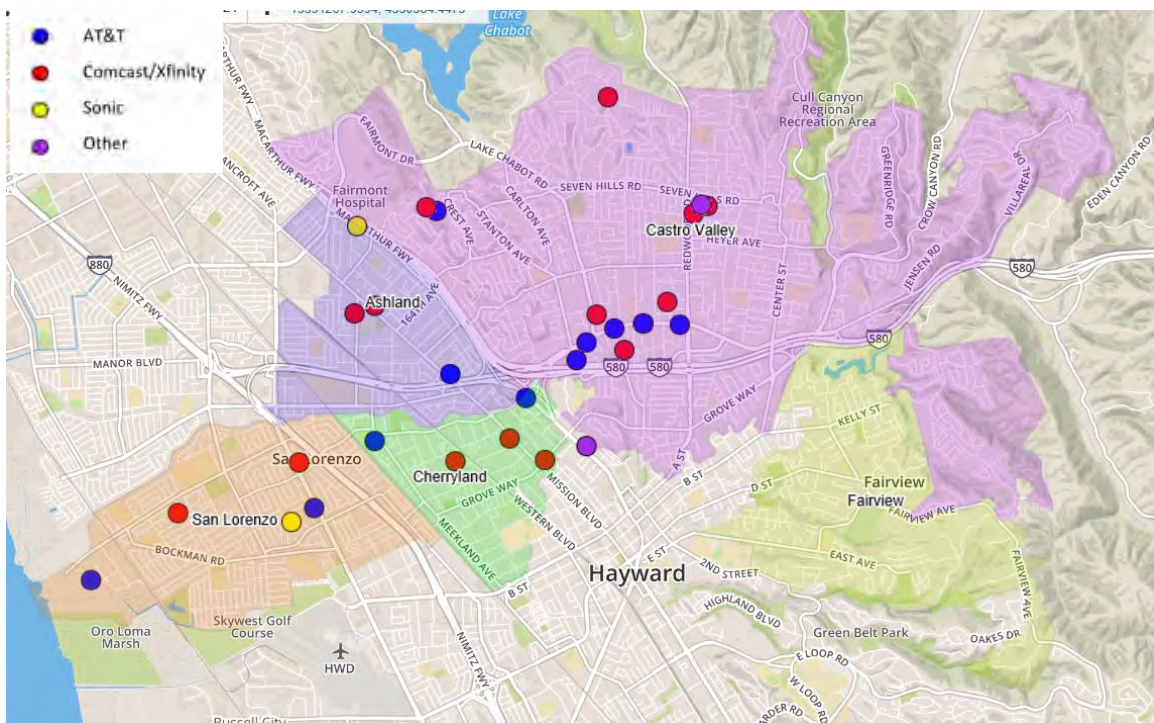 AT&T
Comcast/Xfinity
Sonic
Other
Lake
Chabot
MACARTHUR FWY
FAIRMONT DR
LAKE CHABOT RD
Cull Canyon
Regional
Recreation Area
GREENRIDGE RD
CROW CANYON RD
VILLAREAL DR
EDEN CANYON RD
Fairmont
Hospital
CREST AVE
STANTON AVE
CARLTON AVE
SEVEN HILLS RD
Castro Valley
HEYER AVE
CENTER ST
JENSEN RD
580
880
NIMITZ FWY
Ashland
164TH AVE
MANOR BLVD
580
580
580
GROVE WAY
A ST
B ST
KELLY ST
D ST
Fairview
Fairview
FAIRVIEW AVE
FAIRVIEW AVE
EAST AVE
San Lorenzo
San Lorenzo
Cherryland
GROVE WAY
MISSION BLVD
WESTERN BLVD
MEEKLAND AVE
BOCKMAN RD
B ST
E ST
2ND STREET
Hayward
HIGHLAND BLVD
Green Belt Park
OAKES DR
E LOOP RD
W LOOP RD
Oro Loma
Marsh
Skywest Golf
Course
HWD
NIMITZ FWY
Russell City